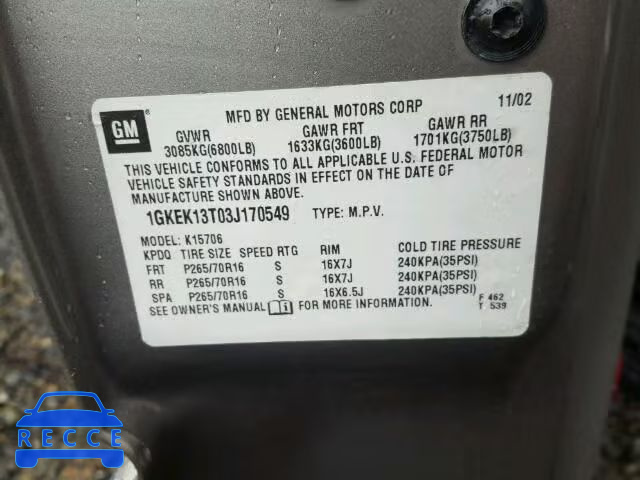 MFD BY GENERAL MOTORS CORP 11/02
GM®
GVWR GAWR FRT GAWR RR
3085KG(6800LB) 1633KG(3600LB) 1701KG(3750LB)
THIS VEHICLE CONFORMS TO ALL APPLICABLE U.S. FEDERAL MOTOR
VEHICLE SAFETY STANDARDS IN EFFECT ON THE DATE OF
MANUFACTURE SHOWN ABOVE.
1GKEK13T03J170549 TYPE: M.P.V.
MODEL: K15706
KPDQ TIRE SIZE SPEED RTG RIM COLD TIRE PRESSURE
FRT P265/70R16 S 16X7J 240KPA(35PSI)
RR P265/70R16 S 16X7J 240KPA(35PSI)
SPA P265/70R16 S 16X6.5J 240KPA(35PSI)
SEE OWNER'S MANUAL FOR MORE INFORMATION.
F 462
T 539
RECCE